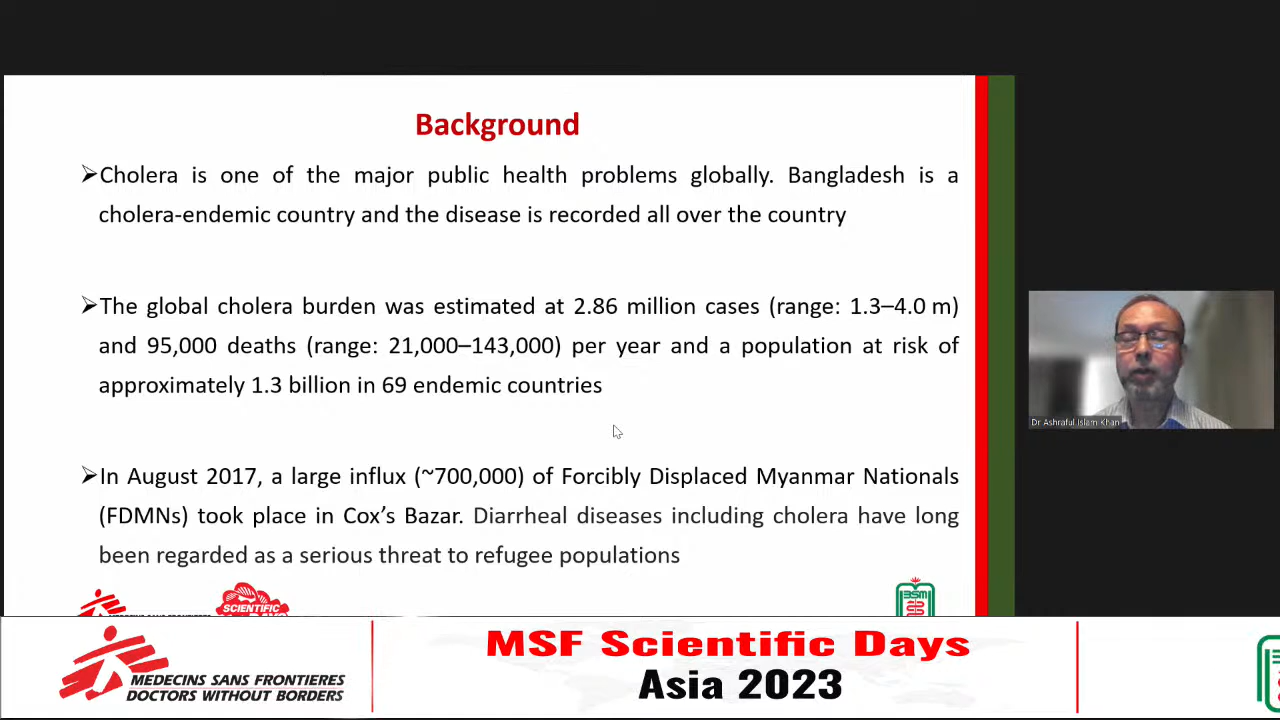 Background
➢Cholera is one of the major public health problems globally. Bangladesh is a
cholera-endemic country and the disease is recorded all over the country
➢The global cholera burden was estimated at 2.86 million cases (range: 1.3–4.0 m)
and 95,000 deaths (range: 21,000–143,000) per year and a population at risk of
approximately 1.3 billion in 69 endemic countries
➢In August 2017, a large influx (~700,000) of Forcibly Displaced Myanmar Nationals
(FDMNs) took place in Cox’s Bazar. Diarrheal diseases including cholera have long
been regarded as a serious threat to refugee populations
Dr Ashraful Islam Khan
SCIENTIFIC
MEDECINS SANS FRONTIERES
DOCTORS WITHOUT BORDERS
MSF Scientific Days
Asia 2023